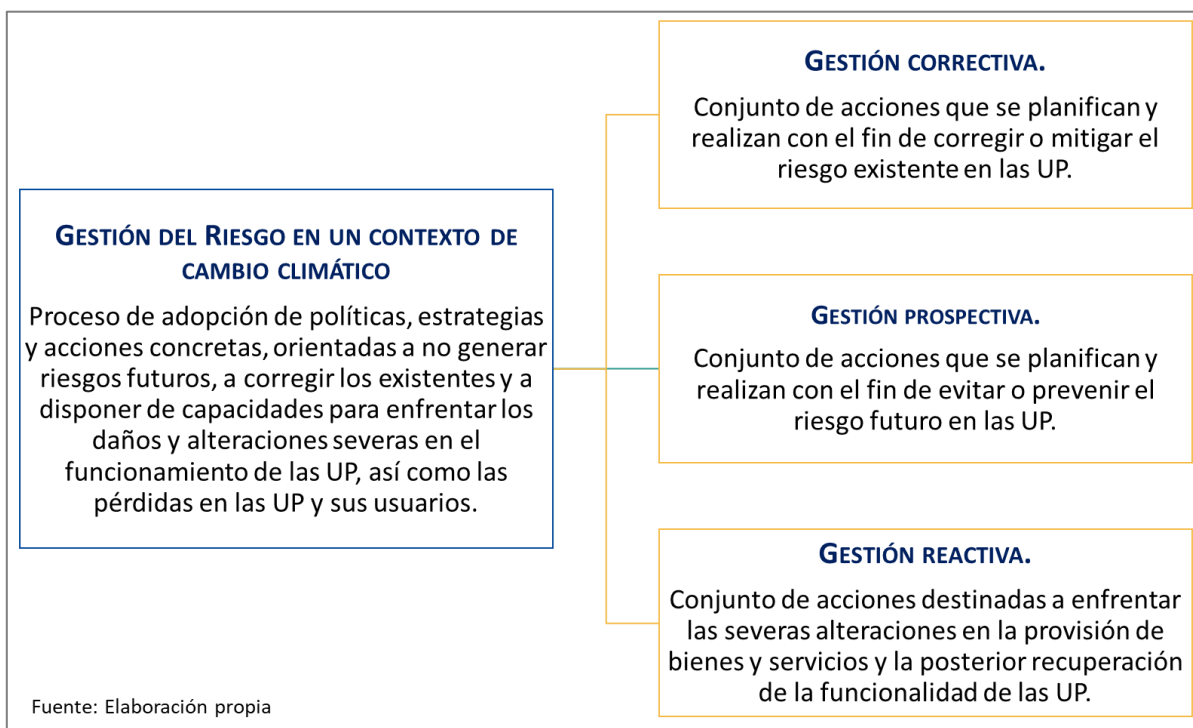 GESTIÓN DEL RIESGO EN UN CONTEXTO DE
CAMBIO CLIMÁTICO
Proceso de adopción de políticas, estrategias
y acciones concretas, orientadas a no generar
riesgos futuros, a corregir los existentes y a
disponer de capacidades para enfrentar los
daños y alteraciones severas en el
funcionamiento de las UP, así como las
pérdidas en las UP y sus usuarios.
GESTIÓN CORRECTIVA.
Conjunto de acciones que se planifican y
realizan con el fin de corregir o mitigar el
riesgo existente en las UP.
GESTIÓN PROSPECTIVA.
Conjunto de acciones que se planifican y
realizan con el fin de evitar o prevenir el
riesgo futuro en las UP.
GESTIÓN REACTIVA.
Conjunto de acciones destinadas a enfrentar
las severas alteraciones en la provisión de
bienes y servicios y la posterior recuperación
de la funcionalidad de las UP.
Fuente: Elaboración propia